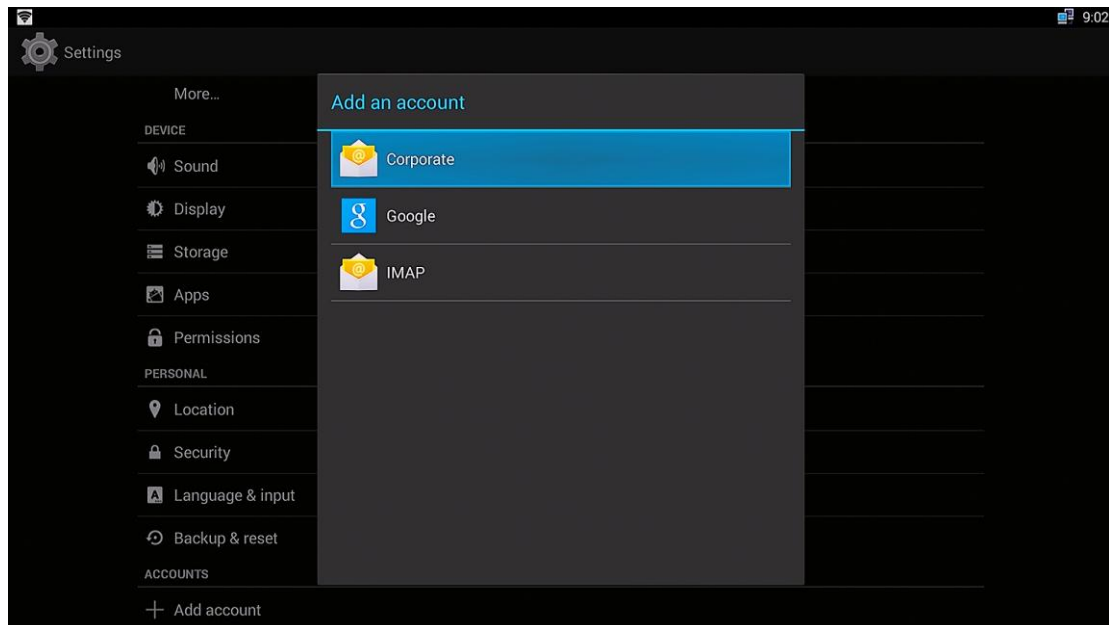 9:02
Settings
More...
DEVICE
Sound
Display
Storage
Apps
Permissions
PERSONAL
Location
Security
Language & input
Backup & reset
ACCOUNTS
Add account
Add an account
Corporate
Google
IMAP